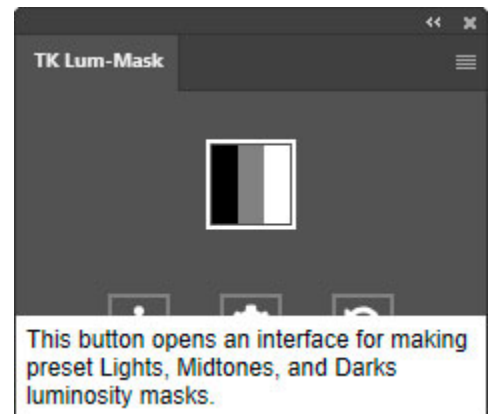 TK Lum-Mask
This button opens an interface for making
preset Lights, Midtones, and Darks
luminosity masks.